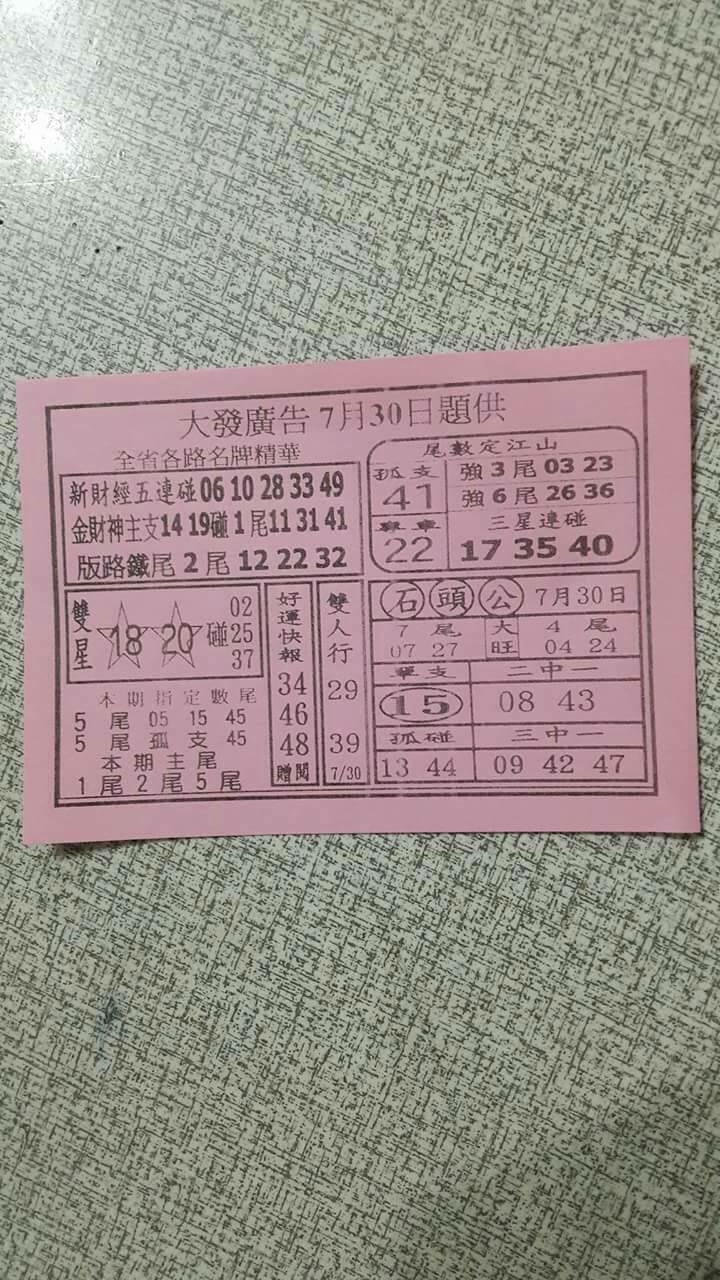 大發廣告 7月30日題供
全省各路名牌精華
新財經五連碰 06 10 28 33 49
金財神主支 14 19 碰 1 尾 11 31 41
版路鐵尾 2 尾 12 22 32
尾數定江山
孤支 41
強 3 尾 03 23
強 6 尾 26 36
單車 22
三星連碰
17 35 40
雙星 18 20 碰 02 25 37
本期指定數尾
5 尾 05 15 45
5 尾 孤 支 45
本期主尾
1 尾 2 尾 5 尾
好運快報
34
46
48
贈閱
雙人行
29
39
7/30
石頭公 7月30日
7 尾 大旺 4 尾
07 27 04 24
單支 二中一
15 08 43
孤碰 三中一
13 44 09 42 47